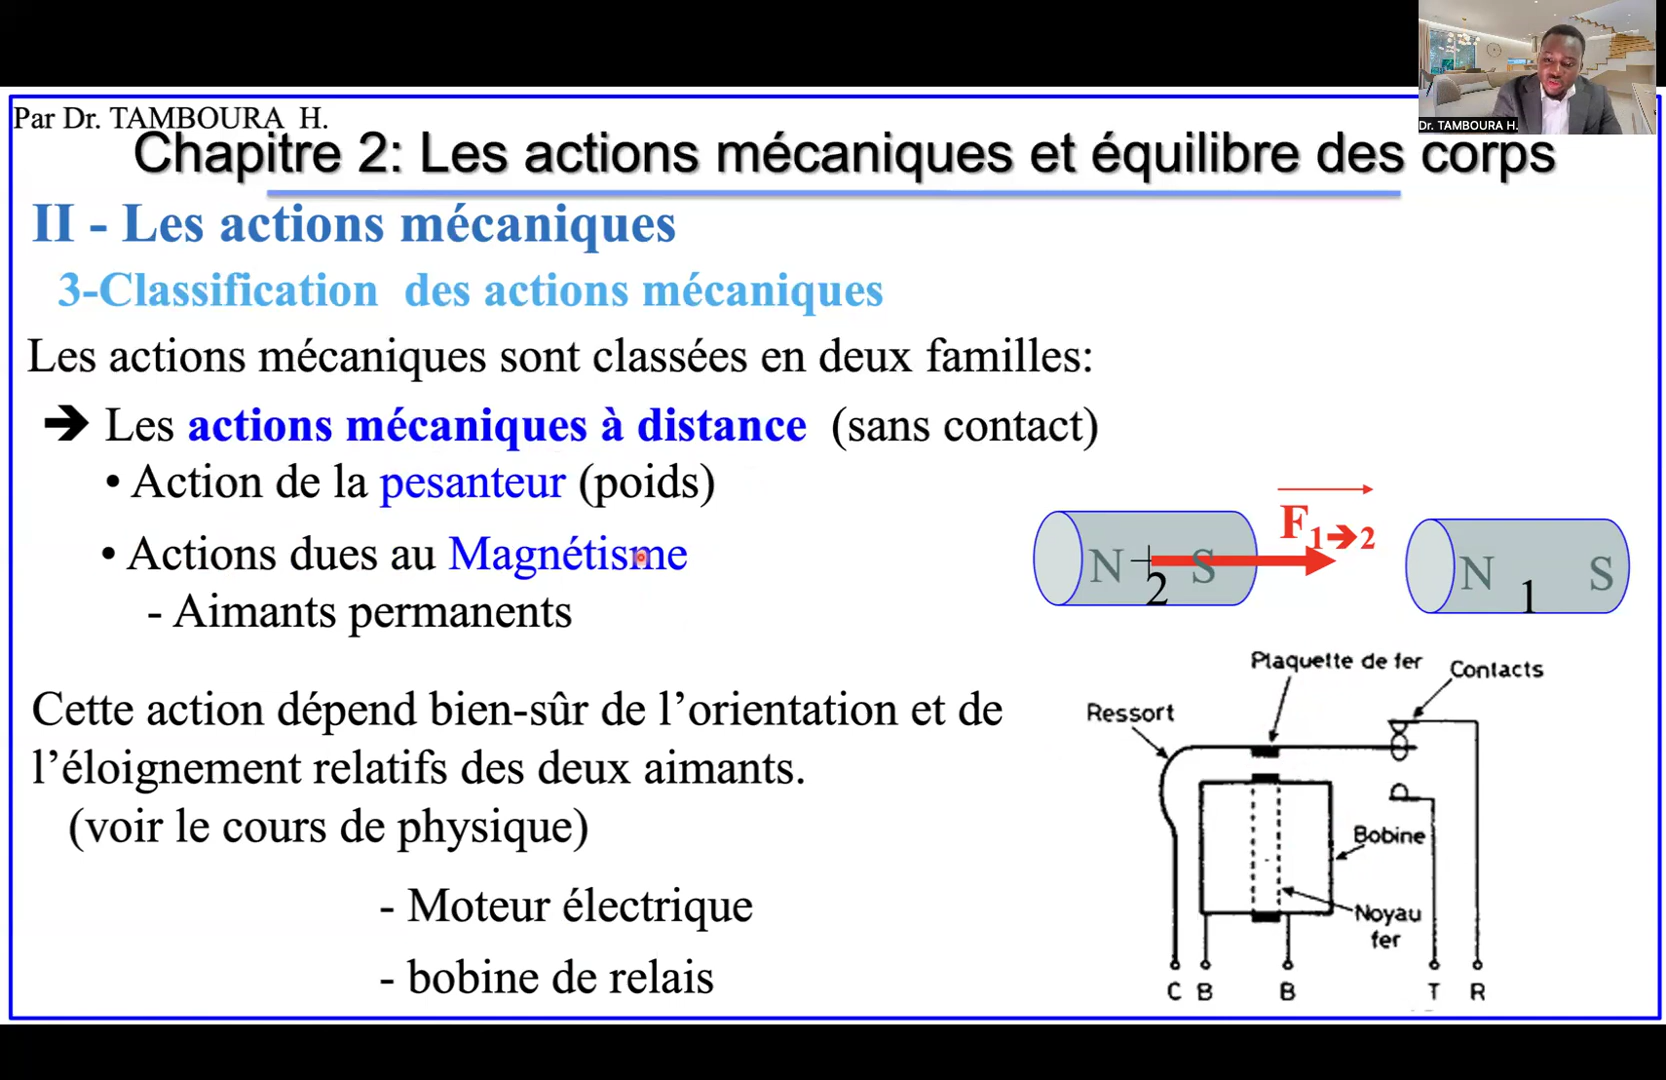 Par Dr. TAMBOURA H.
Dr. TAMBOURA H.
Chapitre 2: Les actions mécaniques et équilibre des corps
II - Les actions mécaniques
3-Classification des actions mécaniques
Les actions mécaniques sont classées en deux familles:
➔ Les actions mécaniques à distance (sans contact)
• Action de la pesanteur (poids)
• Actions dues au Magnétisme
- Aimants permanents
F1➔2
N 2 S
N 1 S
Cette action dépend bien-sûr de l'orientation et de
l'éloignement relatifs des deux aimants.
(voir le cours de physique)
- Moteur électrique
- bobine de relais
Plaquette de fer
Contacts
Ressort
Bobine
Noyau
fer
C B B T R